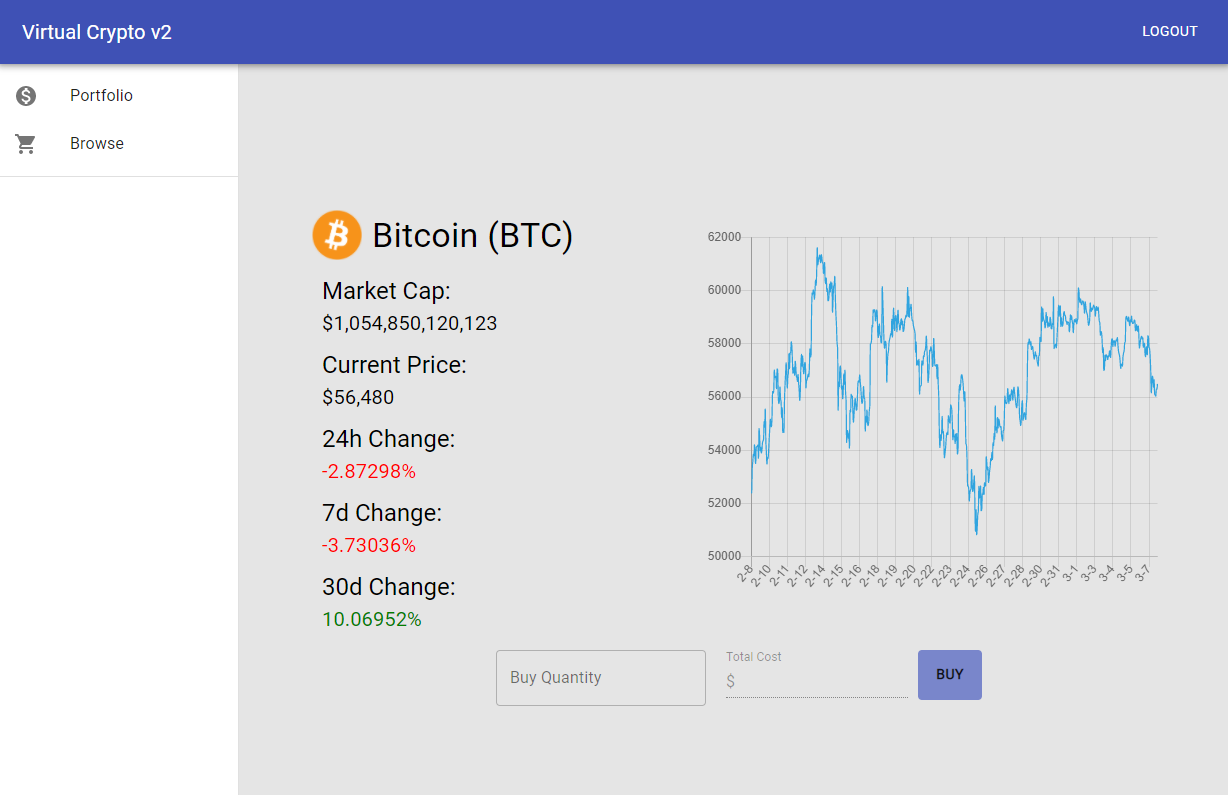 Virtual Crypto v2
LOGOUT
Portfolio
Browse
Bitcoin (BTC)
Market Cap:
$1,054,850,120,123
Current Price:
$56,480
24h Change:
-2.87298%
7d Change:
-3.73036%
30d Change:
10.06952%
62000
60000
58000
56000
54000
52000
50000
2-8
2-10
2-11
2-12
2-14
2-15
2-16
2-18
2-19
2-20
2-22
2-23
2-24
2-26
2-27
2-28
2-30
2-31
3-1
3-3
3-4
3-5
3-7
Buy Quantity
Total Cost
$
BUY